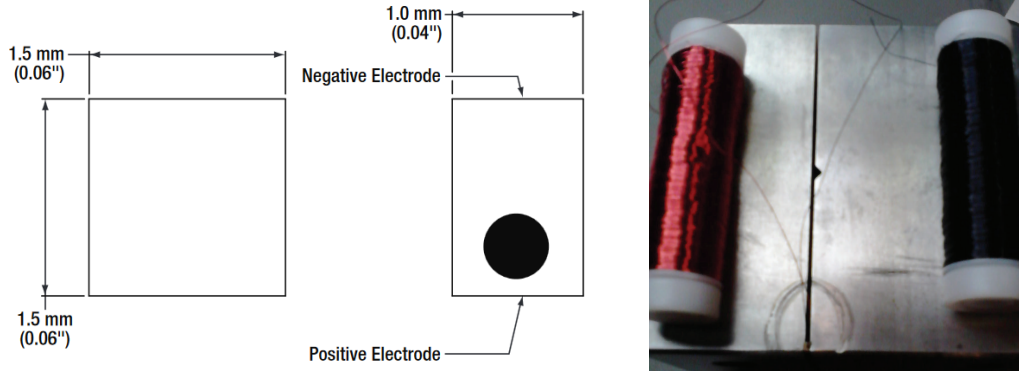 1.0 mm
(0.04")
1.5 mm
(0.06")
Negative Electrode
1.5 mm
(0.06")
Positive Electrode